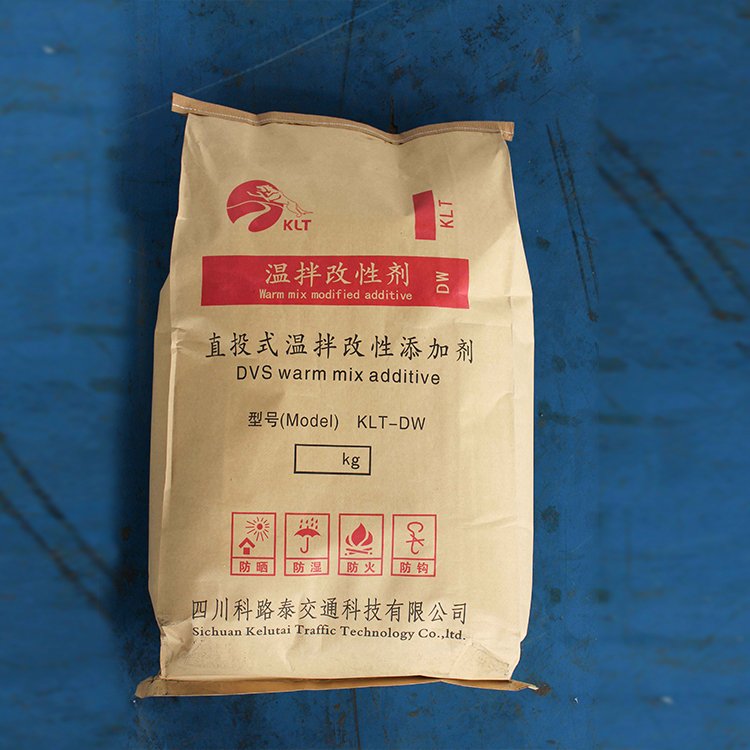 KLT
KLT
DW
温拌改性剂
Warm mix modified additive
直投式温拌改性添加剂
DVS warm mix additive
型号(Model) KLT-DW
kg
防晒 防湿 防火 防钩
四川科路泰交通科技有限公司
Sichuan Kelutai Traffic Technology Co.,ltd.